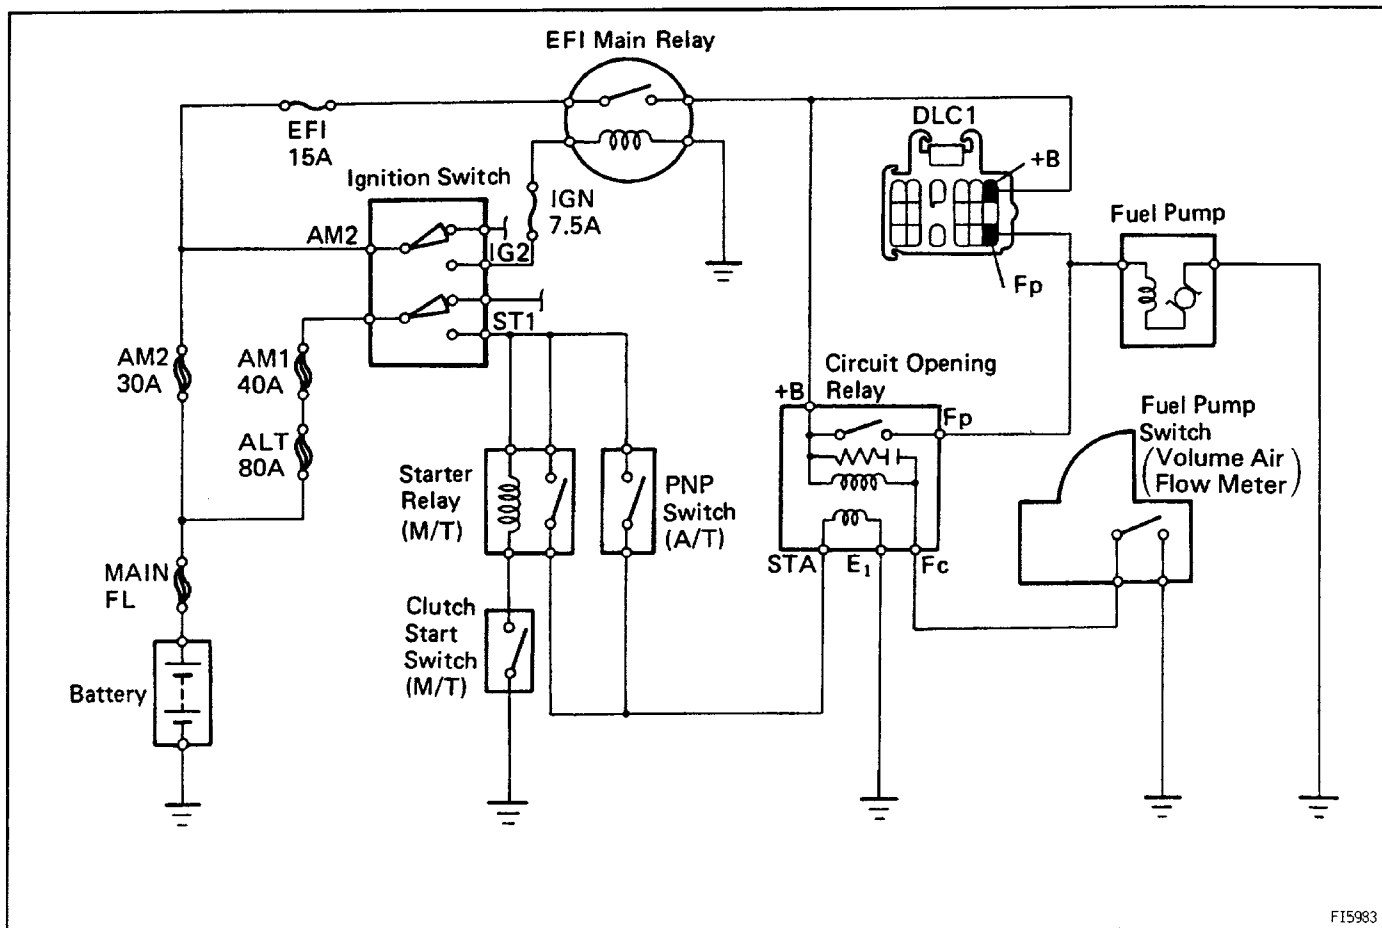 EFI Main Relay
EFI
15A
DLC1
+B
Ignition Switch
IGN
7.5A
Fuel Pump
AM2
IG2
Fp
ST1
AM2
30A
AM1
40A
Circuit Opening
Relay
+B
Fp
Fuel Pump
Switch
(Volume Air
Flow Meter)
ALT
80A
Starter
Relay
(M/T)
PNP
Switch
(A/T)
STA
E1
Fc
MAIN
FL
Clutch
Start
Switch
(M/T)
Battery
FI5983